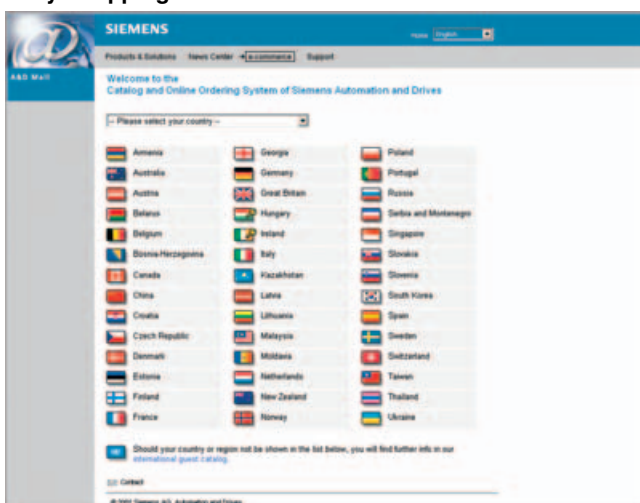 SIEMENS
Home English
Products & Solutions News Center e-commerce Support
A&D Mall
Welcome to the
Catalog and Online Ordering System of Siemens Automation and Drives
-- Please select your country --
Armenia Georgia Poland
Australia Germany Portugal
Austria Great Britain Russia
Belarus Hungary Serbia and Montenegro
Belgium Ireland Singapore
Bosnia-Herzegovina Italy Slovakia
Canada Kazakhstan Slovenia
China Latvia South Korea
Croatia Lithuania Spain
Czech Republic Malaysia Sweden
Denmark Moldavia Switzerland
Estonia Netherlands Taiwan
Finland New Zealand Thailand
France Norway Ukraine
Should your country or region not be shown in the list below, you will find further info in our
international guest catalog.
Contact